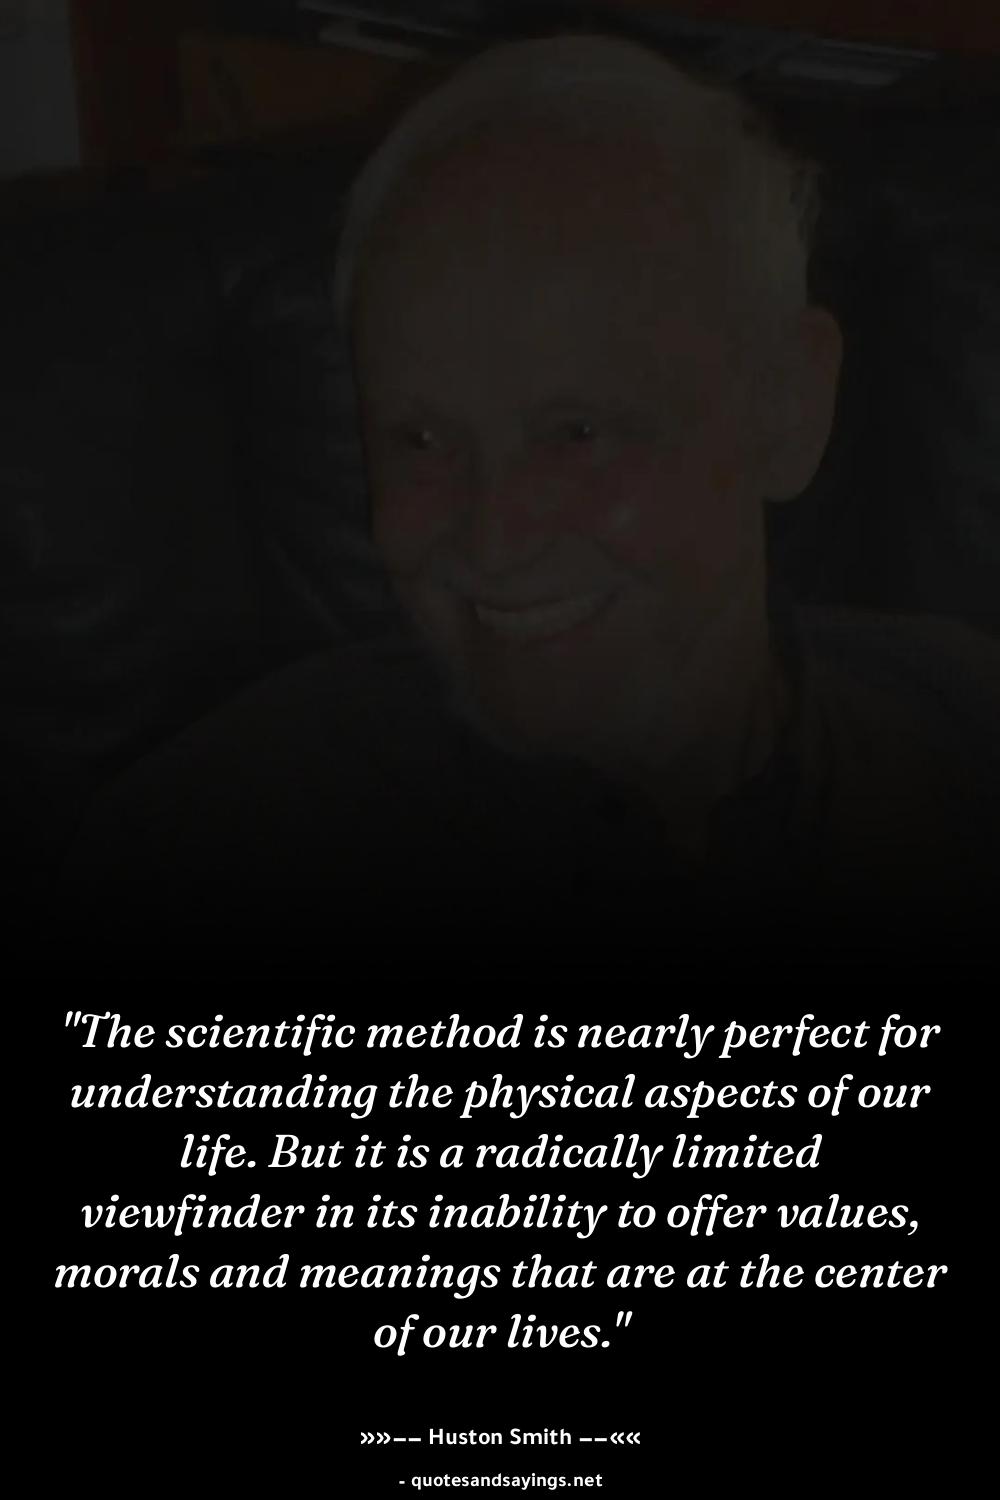 "The scientific method is nearly perfect for
understanding the physical aspects of our
life. But it is a radically limited
viewfinder in its inability to offer values,
morals and meanings that are at the center
of our lives."
»»–– Huston Smith ––««
- quotesandsayings.net